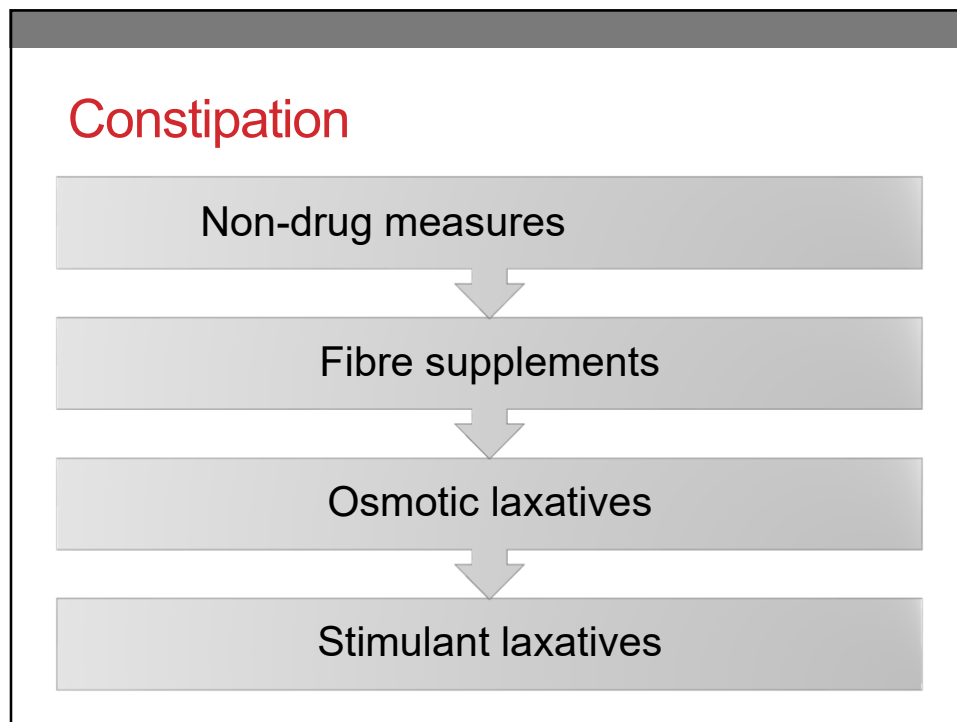 Constipation
Non-drug measures
Fibre supplements
Osmotic laxatives
Stimulant laxatives